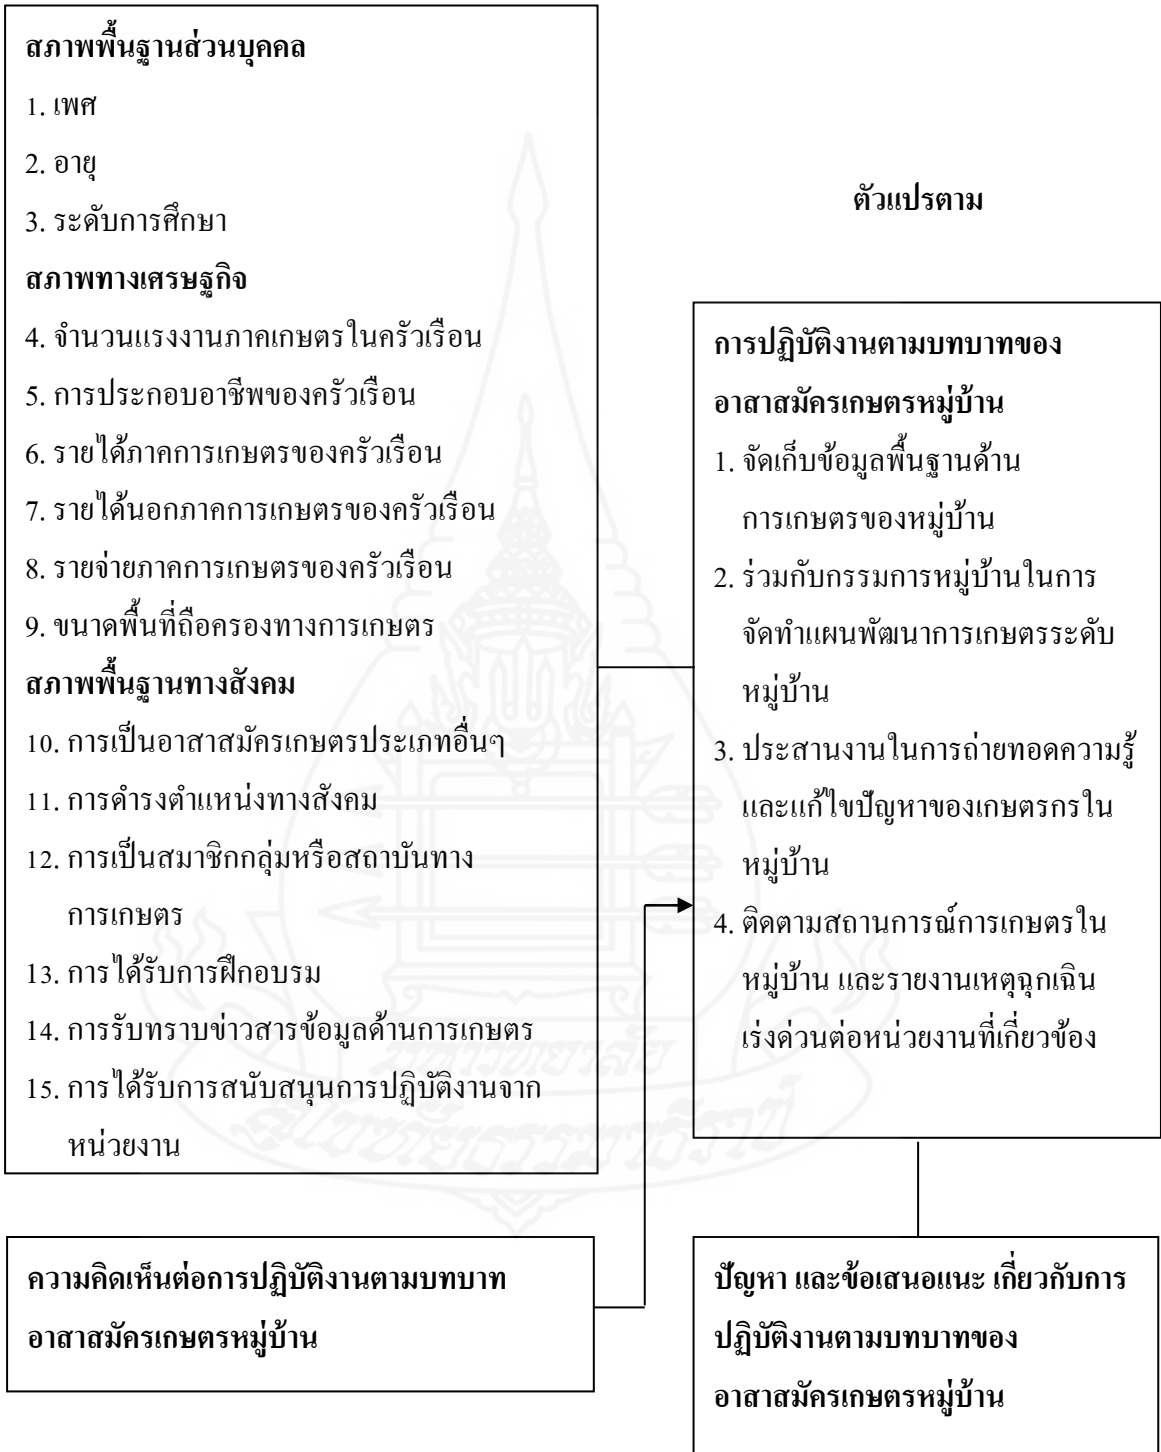 สภาพพื้นฐานส่วนบุคคล
1. เพศ
2. อายุ
3. ระดับการศึกษา
สภาพทางเศรษฐกิจ
4. จำนวนแรงงานภาคเกษตรในครัวเรือน
5. การประกอบอาชีพของครัวเรือน
6. รายได้ภาคการเกษตรของครัวเรือน
7. รายได้นอกภาคการเกษตรของครัวเรือน
8. รายจ่ายภาคการเกษตรของครัวเรือน
9. ขนาดพื้นที่ถือครองทางการเกษตร
สภาพพื้นฐานทางสังคม
10. การเป็นอาสาสมัครเกษตรประเภทอื่นๆ
11. การดำรงตำแหน่งทางสังคม
12. การเป็นสมาชิกกลุ่มหรือสถาบันทาง
การเกษตร
13. การได้รับการฝึกอบรม
14. การรับทราบข่าวสารข้อมูลด้านการเกษตร
15. การได้รับการสนับสนุนการปฏิบัติงานจาก
หน่วยงาน
ตัวแปรตาม
การปฏิบัติงานตามบทบาทของ
อาสาสมัครเกษตรหมู่บ้าน
1. จัดเก็บข้อมูลพื้นฐานด้าน
การเกษตรของหมู่บ้าน
2. ร่วมกับกรรมการหมู่บ้านในการ
จัดทำแผนพัฒนาการเกษตรระดับ
หมู่บ้าน
3. ประสานงานในการถ่ายทอดความรู้
และแก้ไขปัญหาของเกษตรกรใน
หมู่บ้าน
4. ติดตามสถานการณ์การเกษตรใน
หมู่บ้าน และรายงานเหตุฉุกเฉิน
เร่งด่วนต่อหน่วยงานที่เกี่ยวข้อง
ความคิดเห็นต่อการปฏิบัติงานตามบทบาท
อาสาสมัครเกษตรหมู่บ้าน
ปัญหา และข้อเสนอแนะ เกี่ยวกับการ
ปฏิบัติงานตามบทบาทของ
อาสาสมัครเกษตรหมู่บ้าน
มหาวิทยาลัย
สุโขทัยธรรมาธิราช